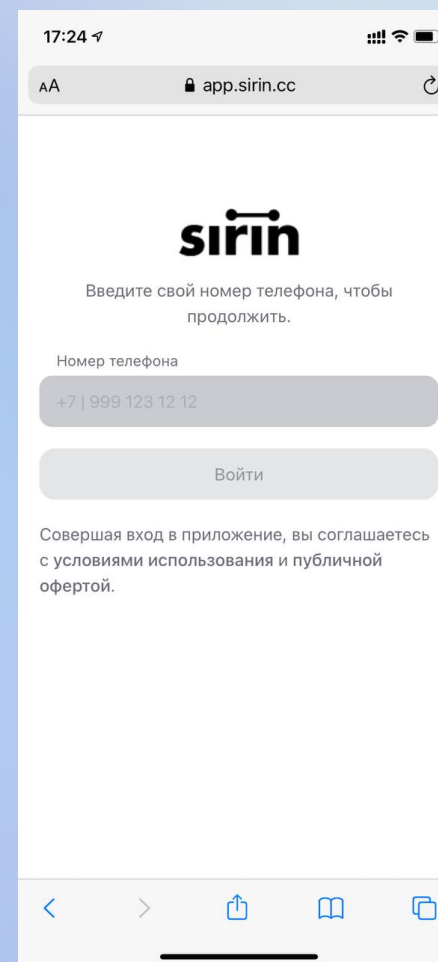 17:24
AA app.sirin.cc
sirin
Введите свой номер телефона, чтобы
продолжить.
Номер телефона
+7 | 999 123 12 12
Войти
Совершая вход в приложение, вы соглашаетесь
с условиями использования и публичной
офертой.